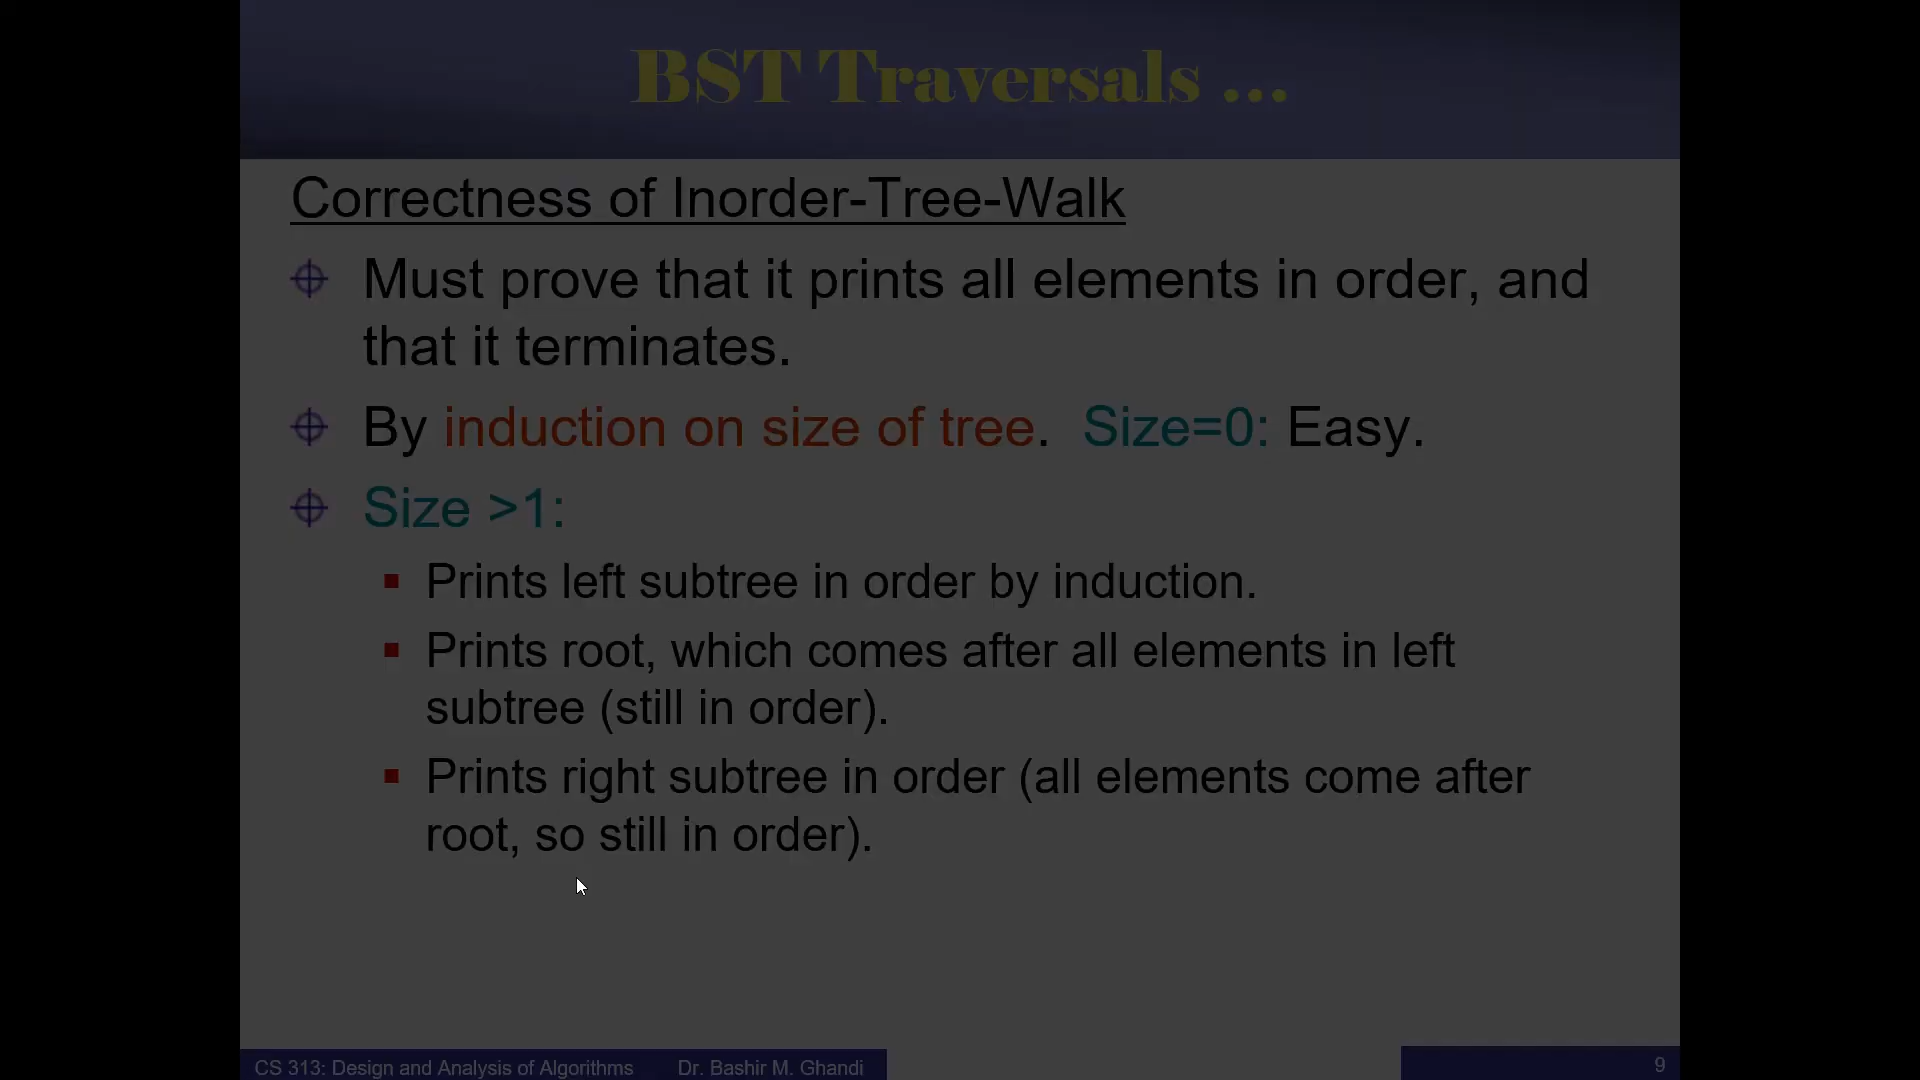 BST Traversals ...
Correctness of Inorder-Tree-Walk
Must prove that it prints all elements in order, and
that it terminates.
By induction on size of tree. Size=0: Easy.
Size >1:
Prints left subtree in order by induction.
Prints root, which comes after all elements in left
subtree (still in order).
Prints right subtree in order (all elements come after
root, so still in order).
CS 313: Design and Analysis of Algorithms Dr. Bashir M. Ghandi 9